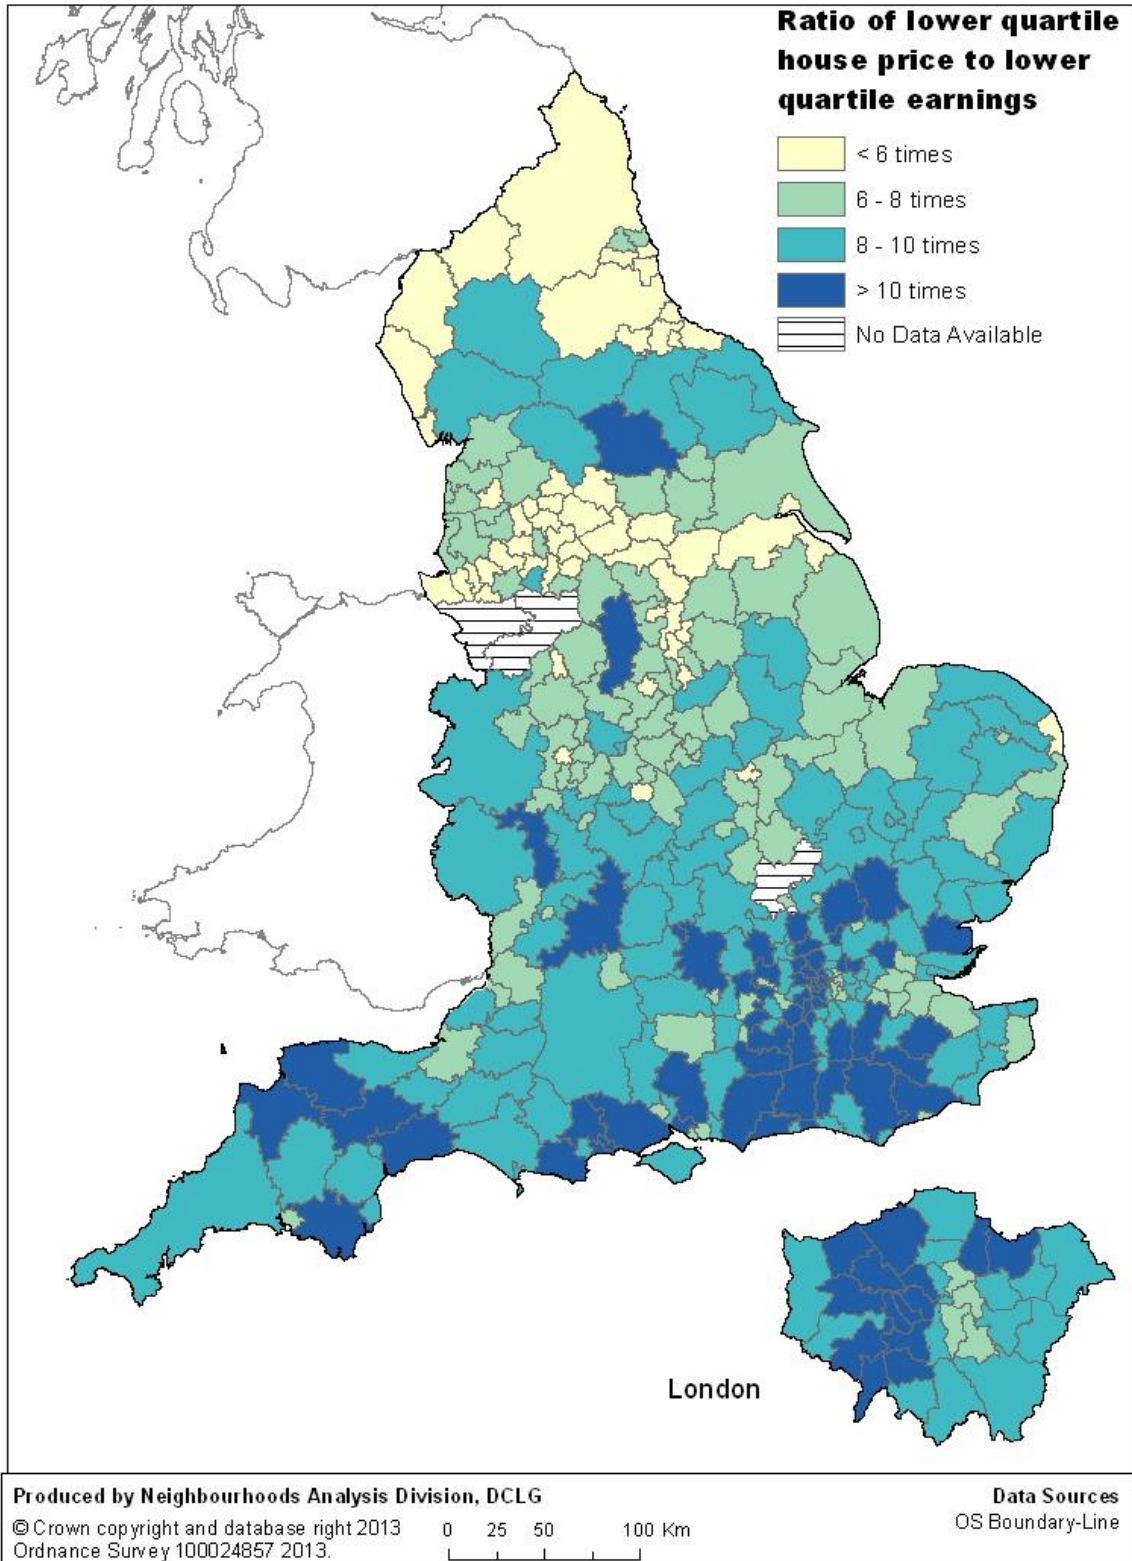 Ratio of lower quartile
house price to lower
quartile earnings
< 6 times
6 - 8 times
8 - 10 times
> 10 times
No Data Available
London
Produced by Neighbourhoods Analysis Division, DCLG
© Crown copyright and database right 2013
Ordnance Survey 100024857 2013.
0 25 50 100 Km
Data Sources
OS Boundary-Line